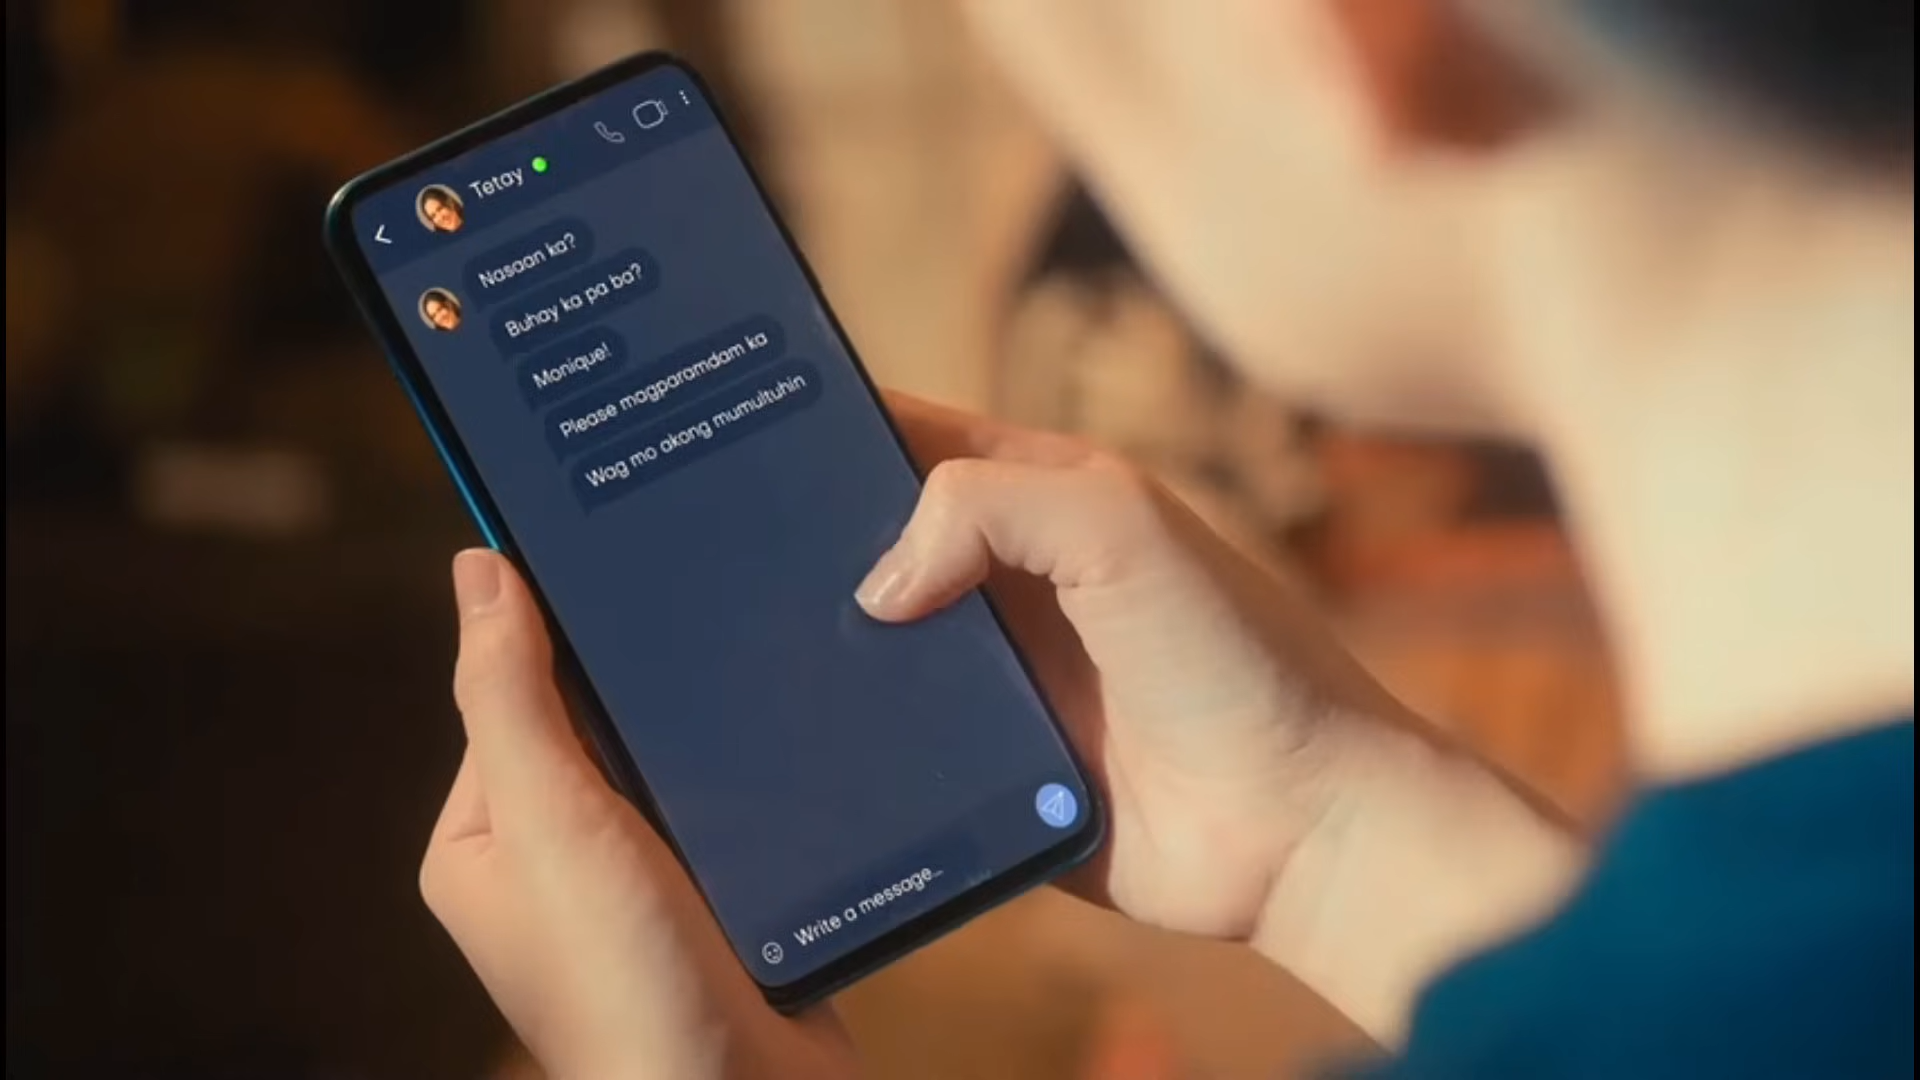 Tetay
Nasaan ka?
Buhay ka pa ba?
Monique!
Please magparamdam ka
Wag mo akong mumultuhin
Write a message...